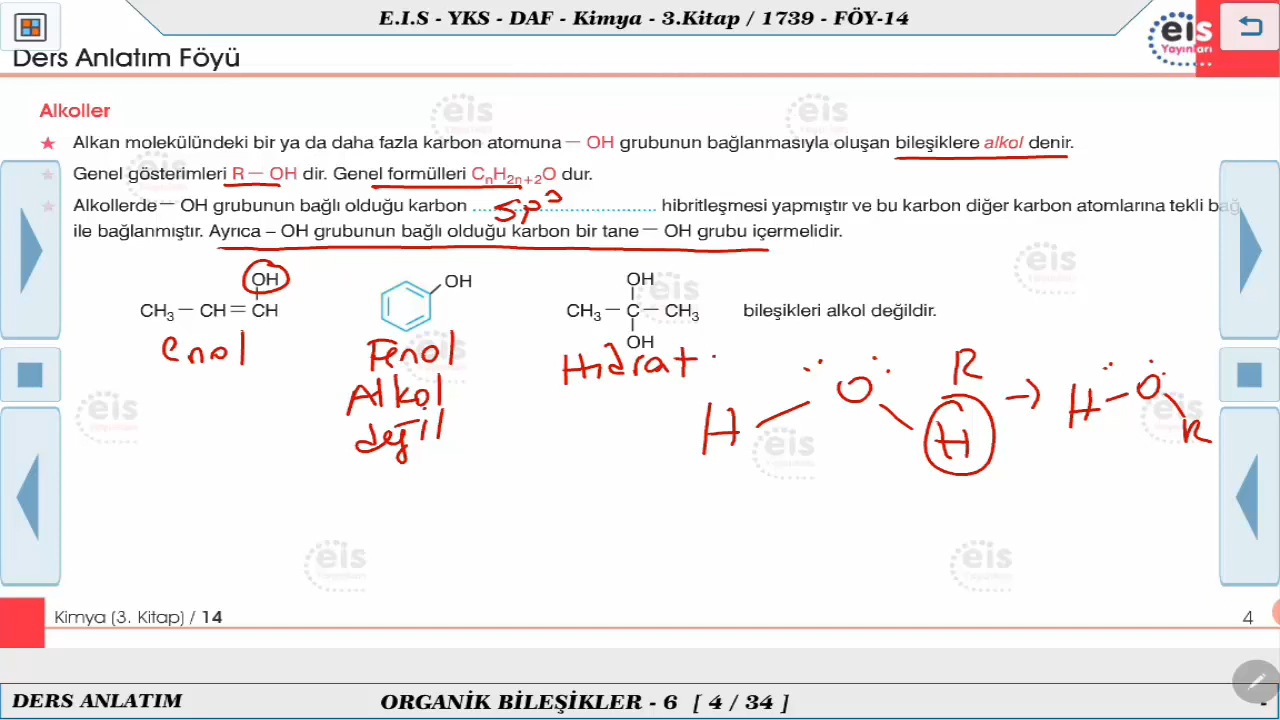 E.I.S - YKS - DAF - Kimya - 3.Kitap / 1739 - FÖY-14
eis
Yayınları
Ders Anlatım Föyü
Alkoller
★ Alkan molekülündeki bir ya da daha fazla karbon atomuna — OH grubunun bağlanmasıyla oluşan bileşiklere alkol denir.
★ Genel gösterimleri R — OH dir. Genel formülleri CnH2n+2O dur.
★ Alkollerde — OH grubunun bağlı olduğu karbon sp³ hibritleşmesi yapmıştır ve bu karbon diğer karbon atomlarına tekli bağ
ile bağlanmıştır. Ayrıca – OH grubunun bağlı olduğu karbon bir tane — OH grubu içermelidir.
OH OH OH
CH3 — CH = CH CH3 — C — CH3 bileşikleri alkol değildir.
OH
Enol Fenol Hidrat
Alkol
değil
R
H O H → H – O
R
Kimya (3. Kitap) / 14 4
DERS ANLATIM ORGANİK BİLEŞİKLER - 6 [ 4 / 34 ] -